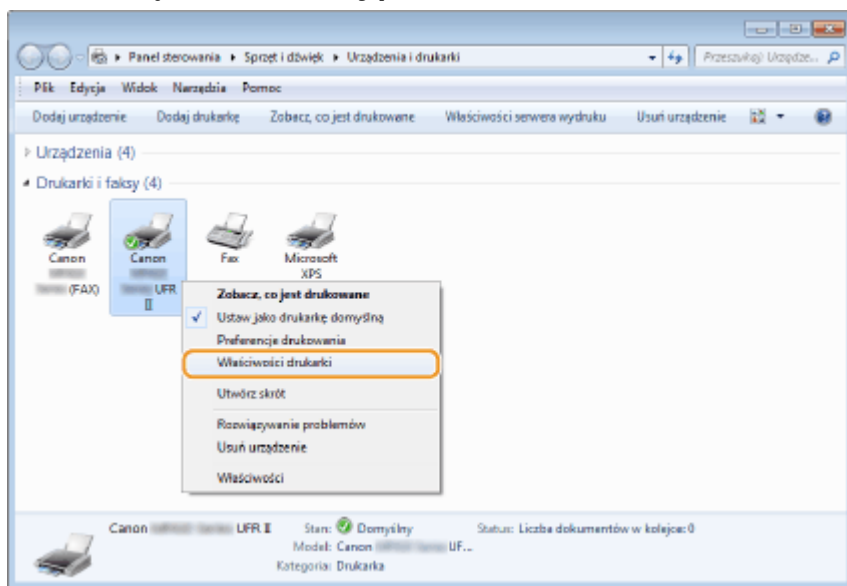 Panel sterowania ▸ Sprzęt i dźwięk ▸ Urządzenia i drukarki
Przeszukaj: Urządze...
Plik Edycja Widok Narzędzia Pomoc
Dodaj urządzenie Dodaj drukarkę Zobacz, co jest drukowane Właściwości serwera wydruku Usuń urządzenie
Urządzenia (4)
Drukarki i faksy (4)
Canon
(FAX)
Canon
UFR
II
Fax
Microsoft
XPS
Zobacz, co jest drukowane
Ustaw jako drukarkę domyślną
Preferencje drukowania
Właściwości drukarki
Utwórz skrót
Rozwiązywanie problemów
Usuń urządzenie
Właściwości
Canon UFR II Stan: Domyślny Status: Liczba dokumentów w kolejce: 0
Model: Canon UF...
Kategoria: Drukarka